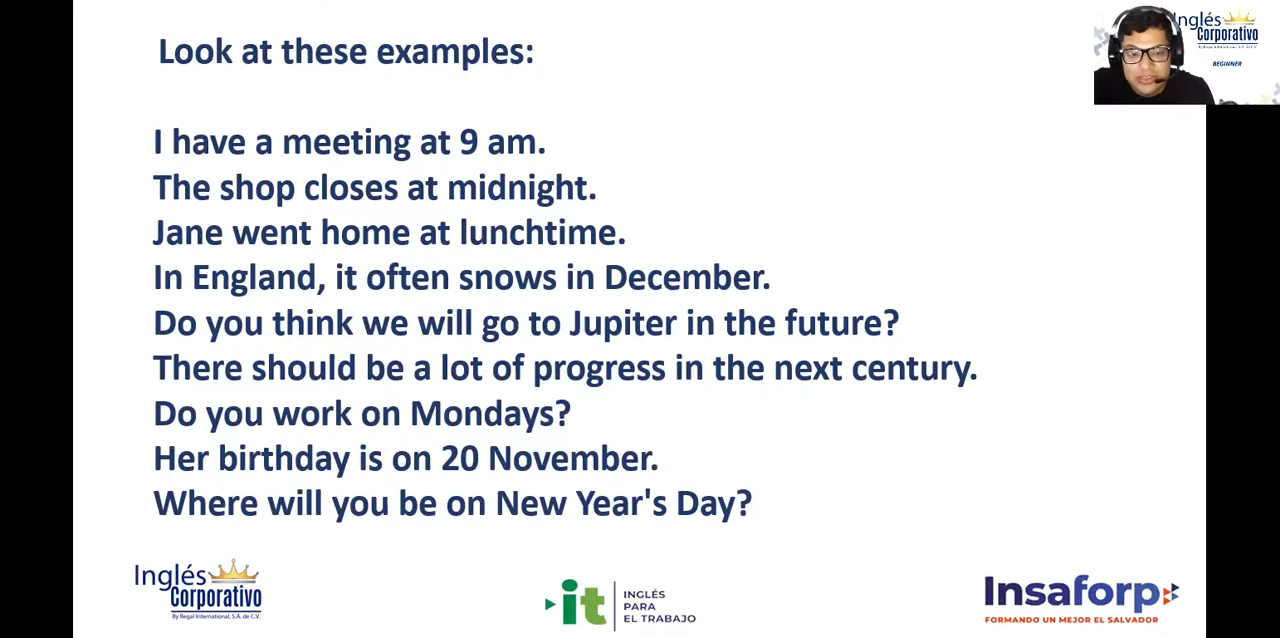 Look at these examples:
I have a meeting at 9 am.
The shop closes at midnight.
Jane went home at lunchtime.
In England, it often snows in December.
Do you think we will go to Jupiter in the future?
There should be a lot of progress in the next century.
Do you work on Mondays?
Her birthday is on 20 November.
Where will you be on New Year's Day?
Inglés
Corporativo
By Regal International, S.A. de C.V.
it
INGLÉS
PARA
EL TRABAJO
Insaforp
FORMANDO UN MEJOR EL SALVADOR
Inglés
Corporativo
BEGINNER